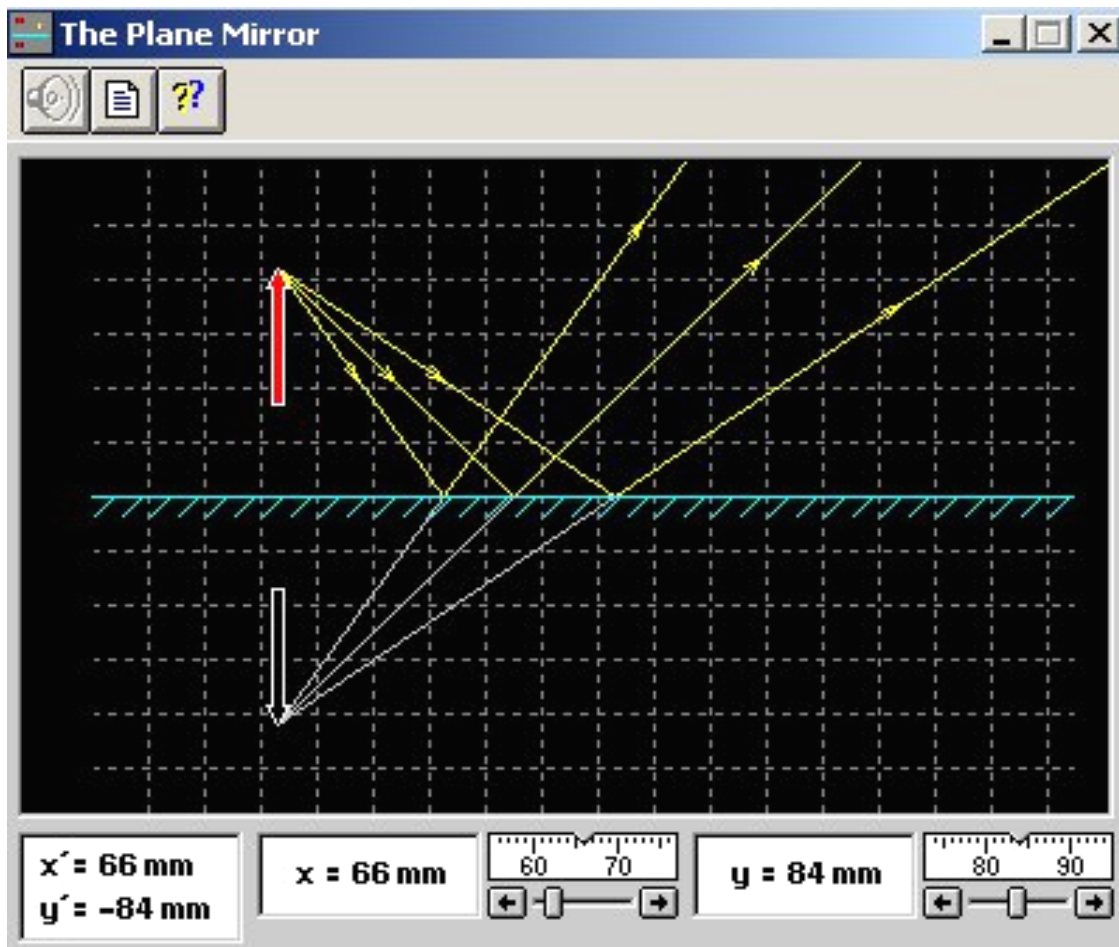 The Plane Mirror
??
x´= 66 mm
y´= -84 mm
x = 66 mm
60 70
y = 84 mm
80 90